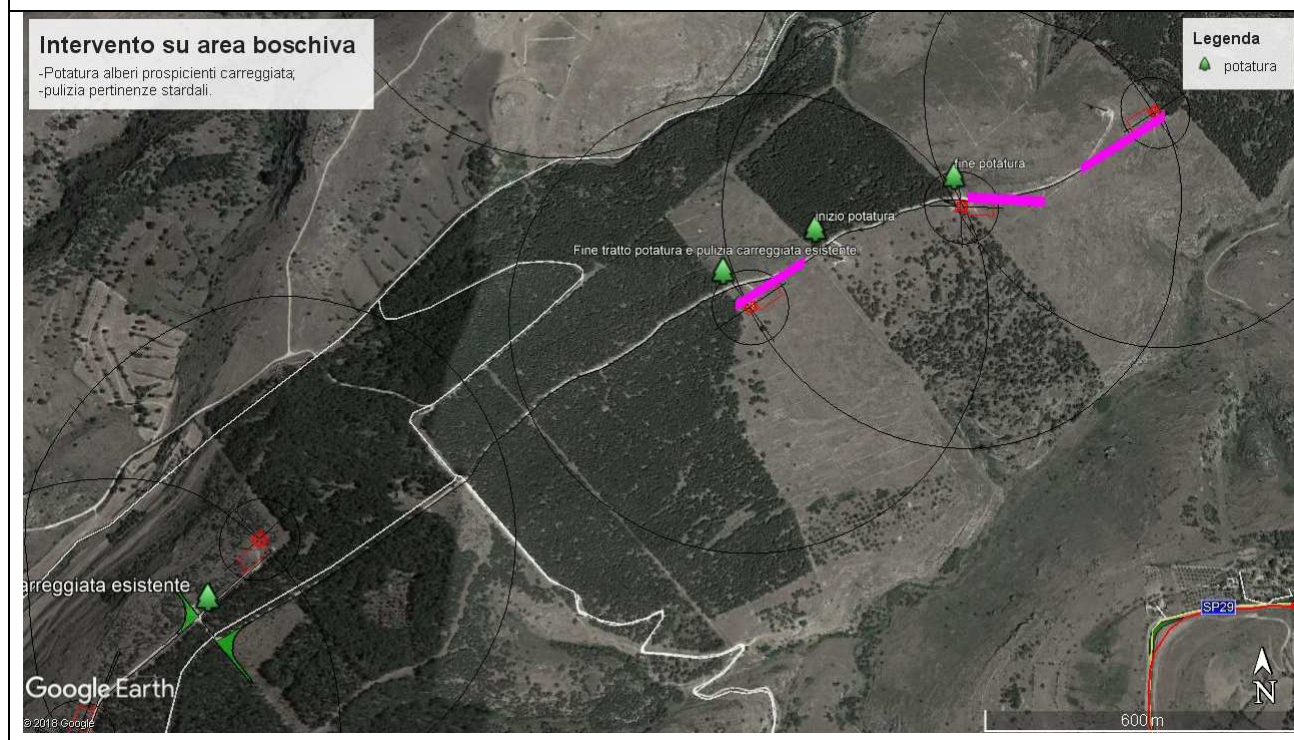 Intervento su area boschiva
-Potatura alberi prospicienti carreggiata;
-pulizia pertinenze stardali.
Legenda
potatura
fine potatura
inizio potatura
Fine tratto potatura e pulizia carreggiata esistente
arreggiata esistente
SP29
Google Earth
© 2018 Google
N
600 m